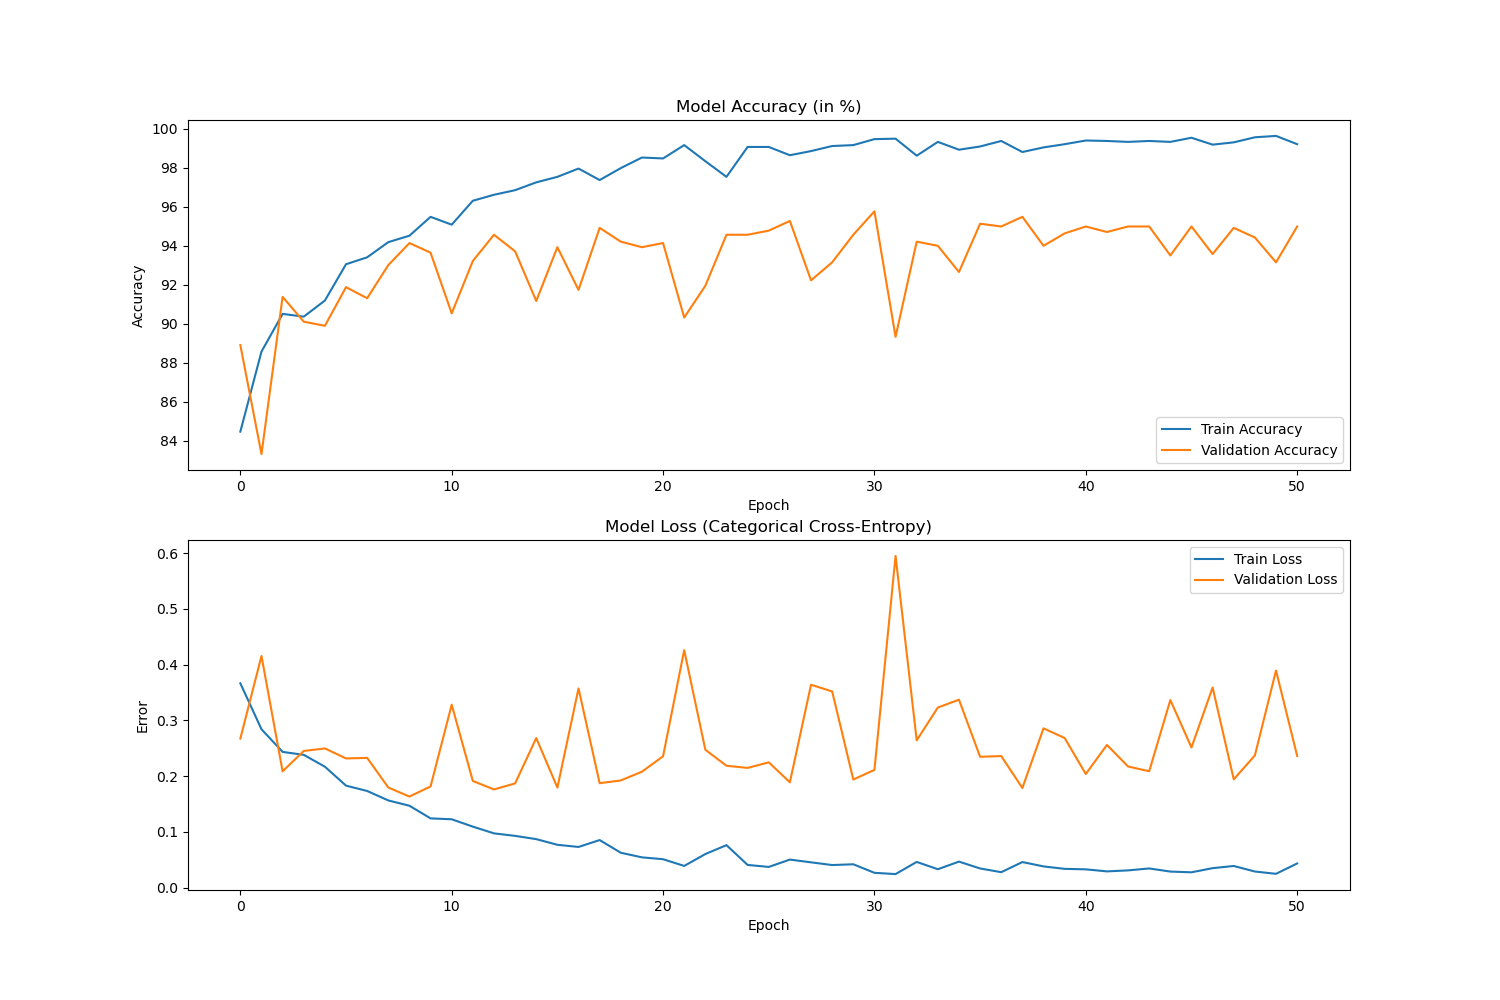 Model Accuracy (in %)
100
98
96
94
92
90
88
86
84
Accuracy
Train Accuracy
Validation Accuracy
0 10 20 30 40 50
Epoch
Model Loss (Categorical Cross-Entropy)
0.6
0.5
0.4
0.3
0.2
0.1
0.0
Error
Train Loss
Validation Loss
0 10 20 30 40 50
Epoch